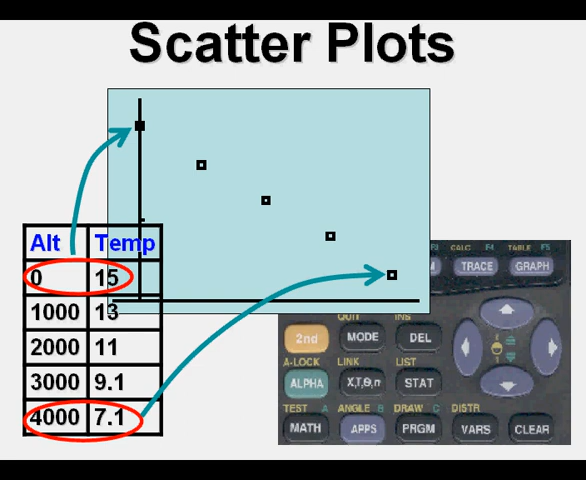 Scatter Plots
Alt Temp
0 15
1000 13
2000 11
3000 9.1
4000 7.1
F3 CALC F4 TABLE F5
M TRACE GRAPH
QUIT INS
2nd MODE DEL
A-LOCK LINK LIST
ALPHA X,T,Θ,n STAT
TEST A ANGLE B DRAW C DISTR
MATH APPS PRGM VARS CLEAR